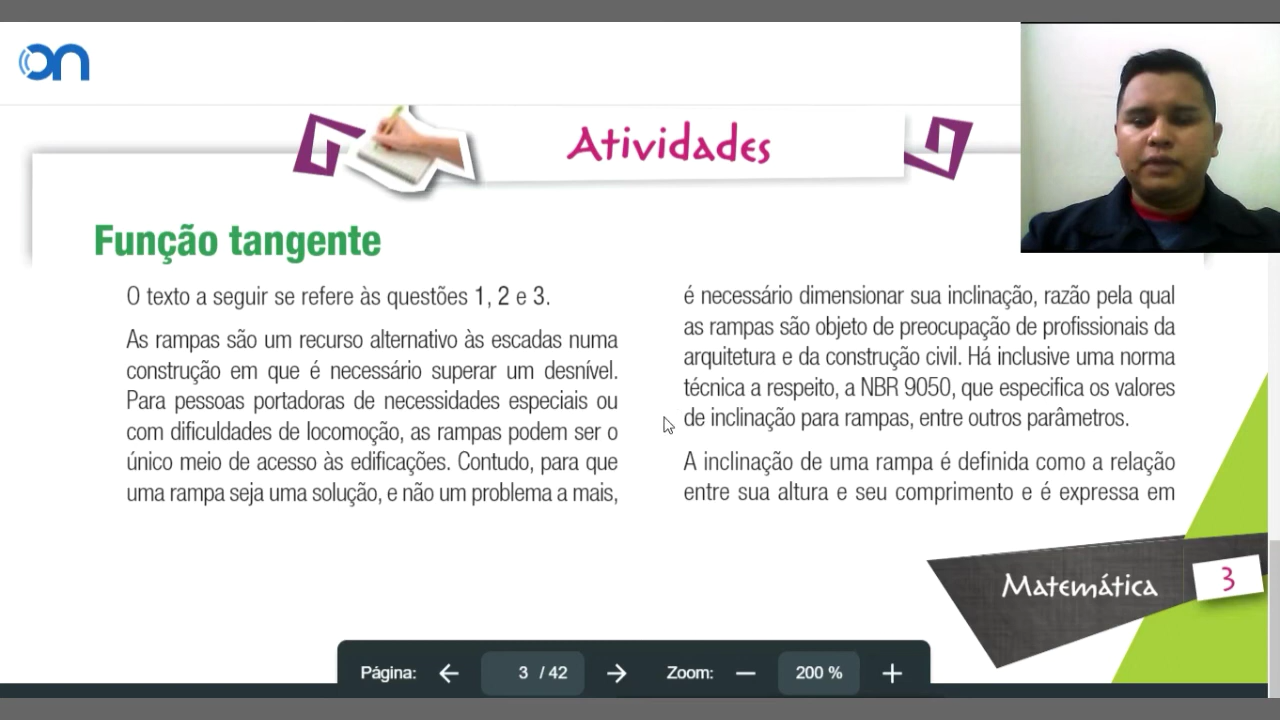 on
Atividades
Função tangente
O texto a seguir se refere às questões 1, 2 e 3.
As rampas são um recurso alternativo às escadas numa
construção em que é necessário superar um desnível.
Para pessoas portadoras de necessidades especiais ou
com dificuldades de locomoção, as rampas podem ser o
único meio de acesso às edificações. Contudo, para que
uma rampa seja uma solução, e não um problema a mais,
é necessário dimensionar sua inclinação, razão pela qual
as rampas são objeto de preocupação de profissionais da
arquitetura e da construção civil. Há inclusive uma norma
técnica a respeito, a NBR 9050, que especifica os valores
de inclinação para rampas, entre outros parâmetros.
A inclinação de uma rampa é definida como a relação
entre sua altura e seu comprimento e é expressa em
Matemática 3
Página: 3 / 42 Zoom: 200 %